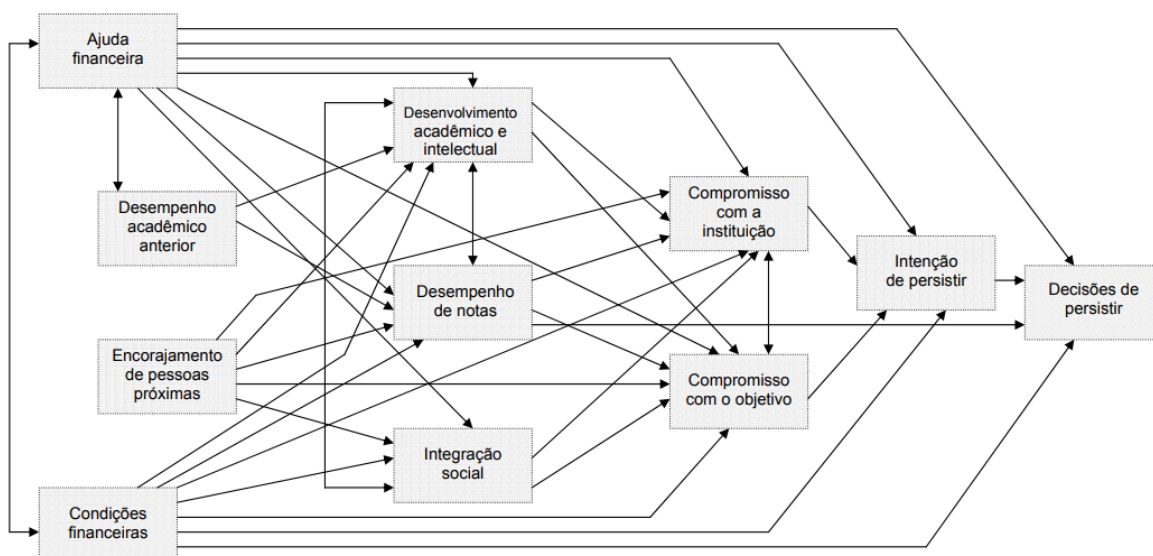 Ajuda
financeira
Desenvolvimento
acadêmico e
intelectual
Desempenho
acadêmico
anterior
Compromisso
com a
instituição
Intenção
de persistir
Decisões de
persistir
Desempenho
de notas
Encorajamento
de pessoas
próximas
Compromisso
com o objetivo
Integração
social
Condições
financeiras